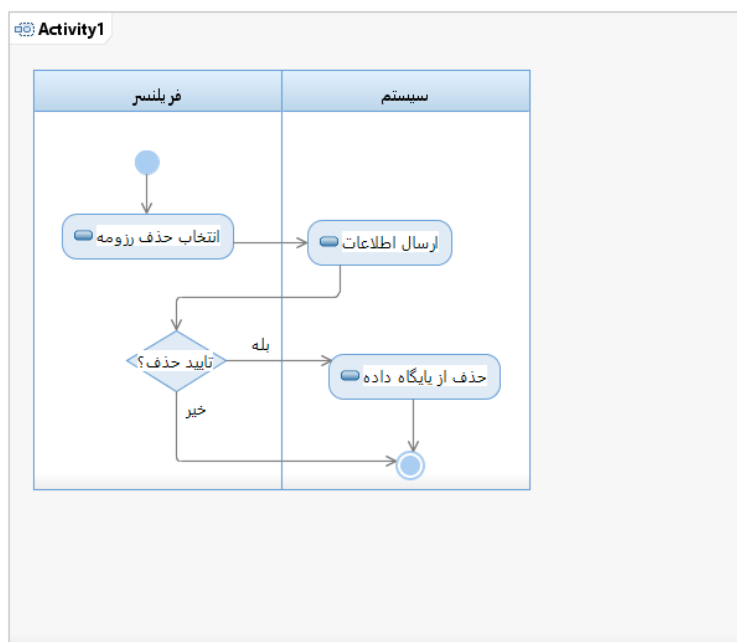 Activity1
فریلنسر
سیستم
انتخاب حذف رزومه
ارسال اطلاعات
تایید حذف؟
بله
حذف از پایگاه داده
خیر